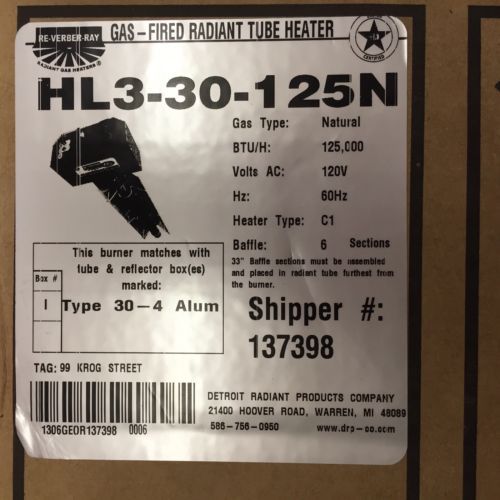 RE-VERBER-RAY
RADIANT GAS HEATERS
GAS-FIRED RADIANT TUBE HEATER
CERTIFIED
HL3-30-125N
Gas Type: Natural
BTU/H: 125,000
Volts AC: 120V
Hz: 60Hz
Heater Type: C1
Baffle: 6 Sections
33" Baffle sections must be assembled
and placed in radiant tube furthest from
the burner.
This burner matches with
tube & reflector box(es)
marked:
Box #
1
Type 30-4 Alum
Shipper #:
137398
TAG: 99 KROG STREET
1306GEOR137398 0006
DETROIT RADIANT PRODUCTS COMPANY
21400 HOOVER ROAD, WARREN, MI 48089
586-756-0950 www.drp-co.com